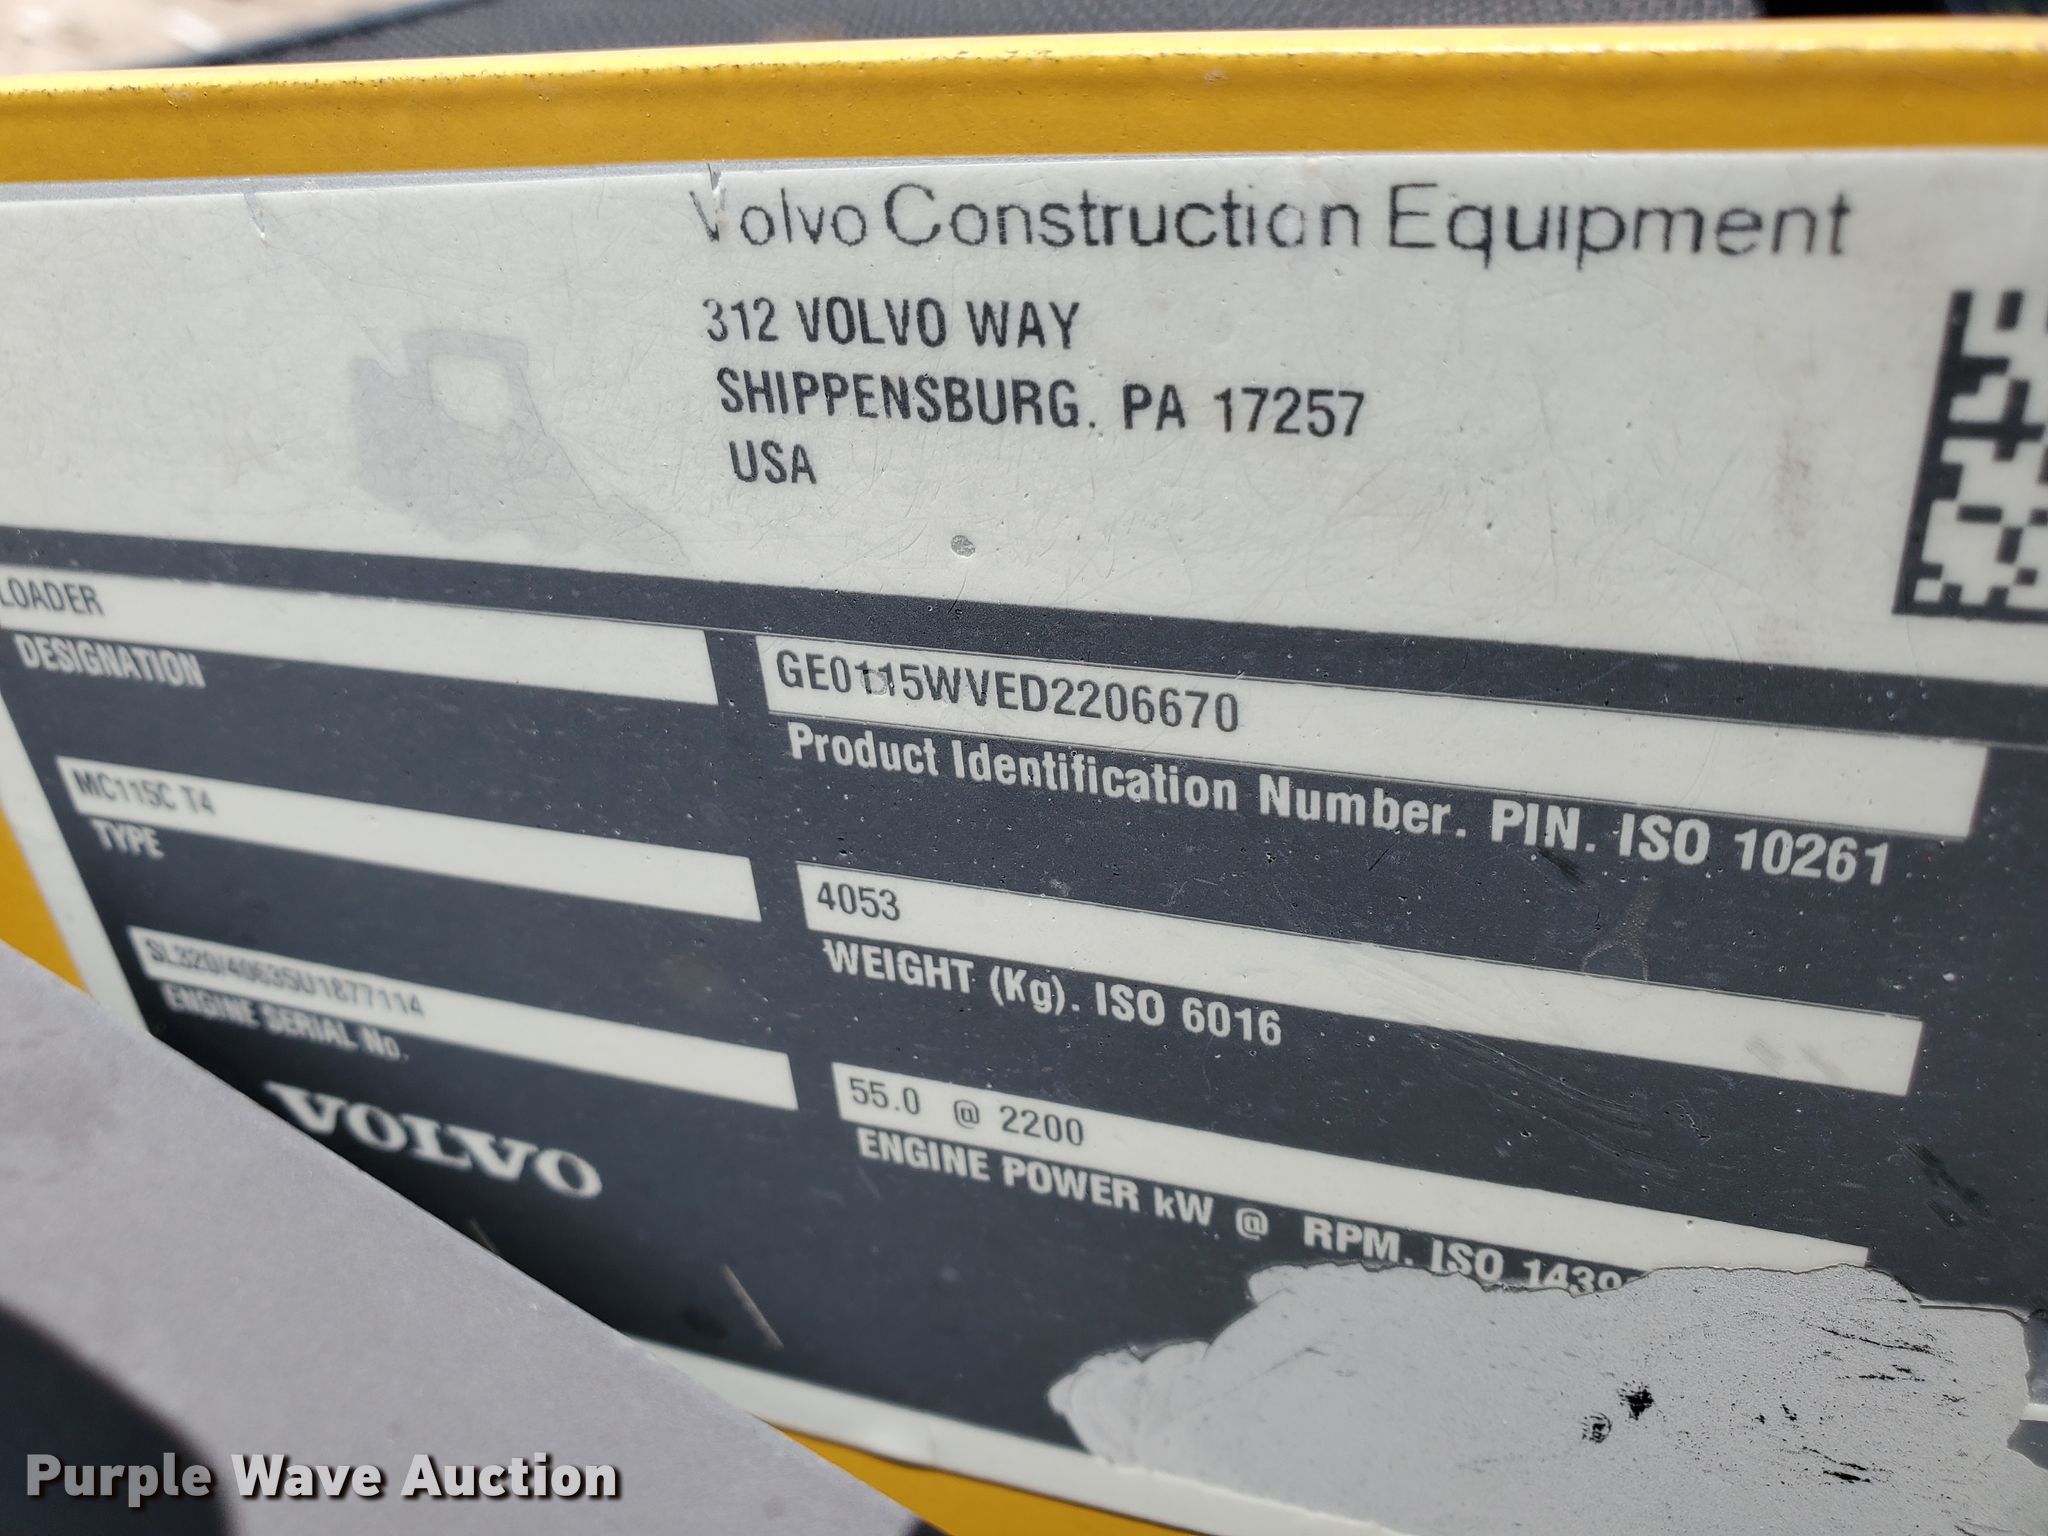 Volvo Construction Equipment
312 VOLVO WAY
SHIPPENSBURG. PA 17257
USA
LOADER
DESIGNATION
GE0115WVED2206670
Product Identification Number. PIN. ISO 10261
MC115C T4
TYPE
4053
WEIGHT (Kg). ISO 6016
SL320/40635U1877114
ENGINE SERIAL No.
55.0 @ 2200
ENGINE POWER kW @ RPM. ISO
VOLVO
Purple Wave Auction